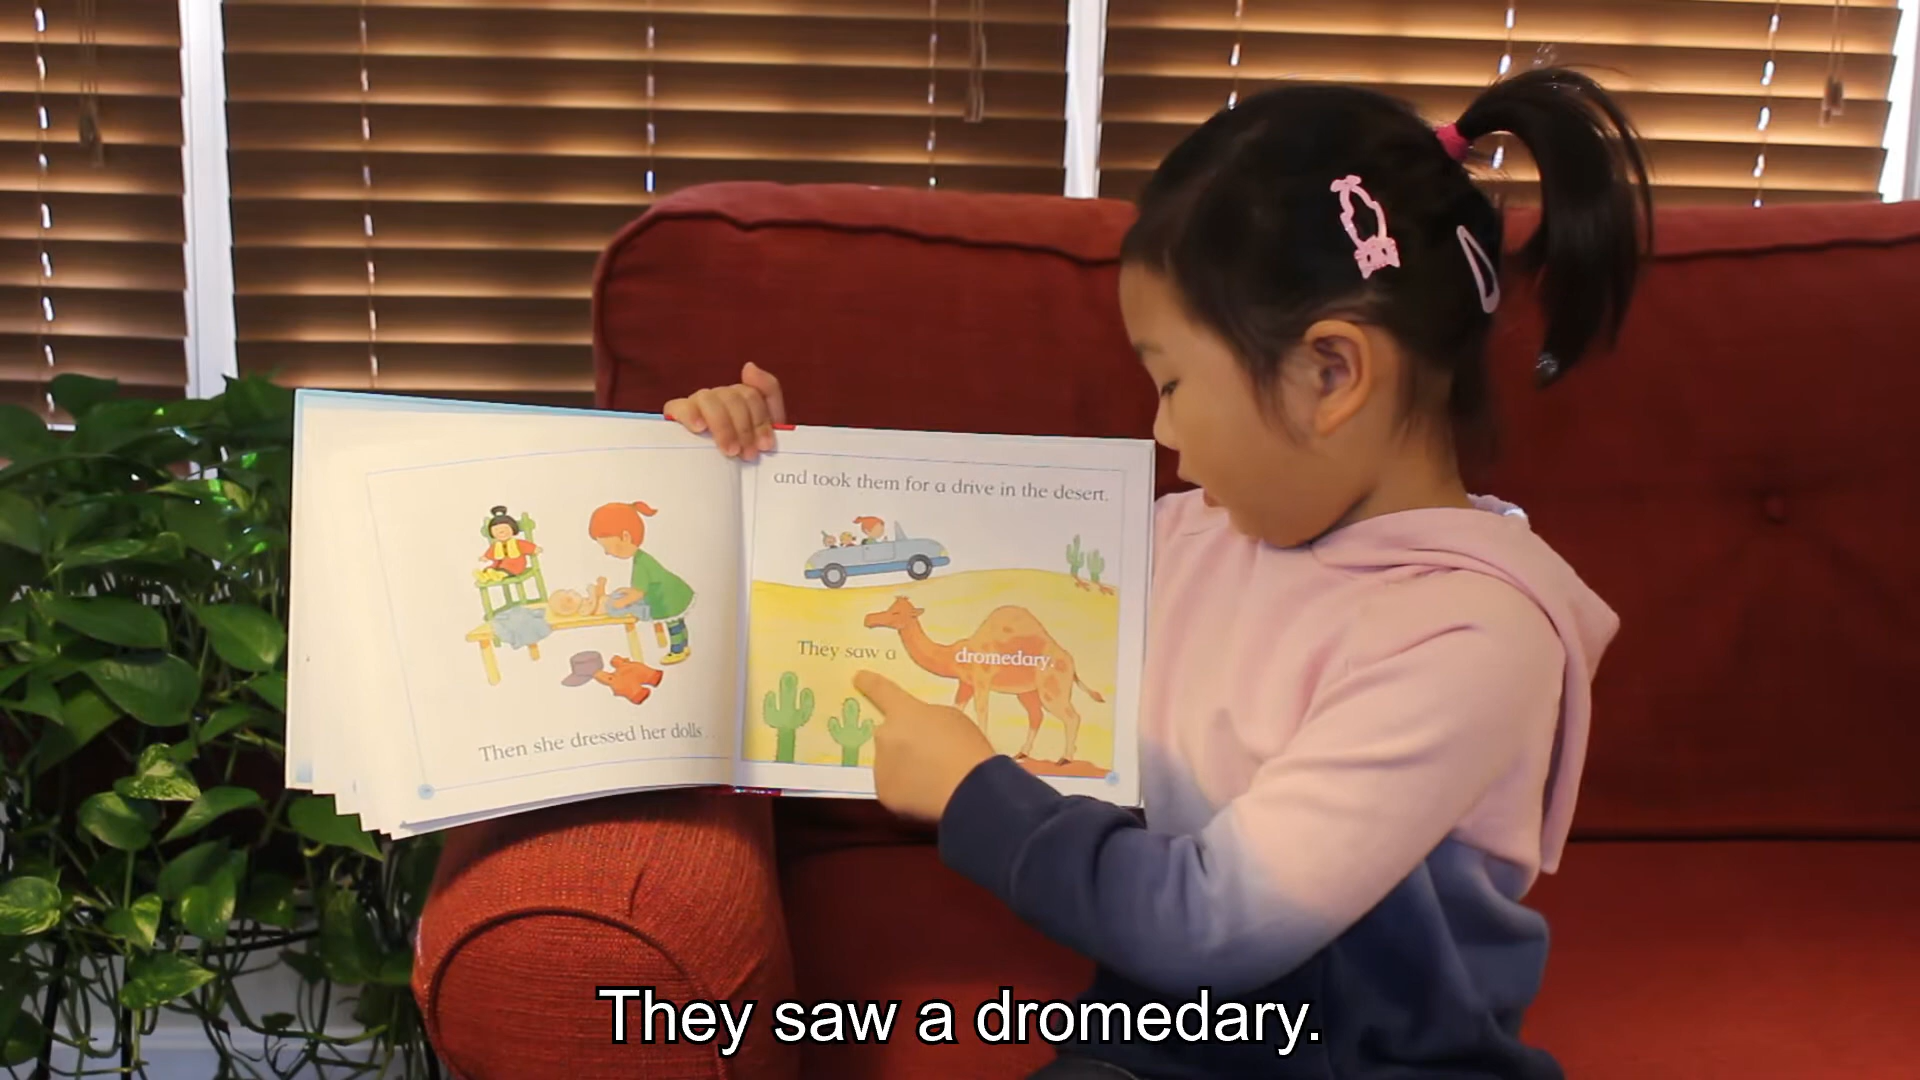 Then she dressed her dolls..
and took them for a drive in the desert.
They saw a dromedary.
They saw a dromedary.